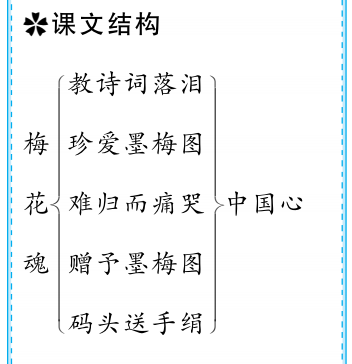 ✽课文结构
梅花魂
教诗词落泪
珍爱墨梅图
难归而痛哭
赠予墨梅图
码头送手绢
中国心